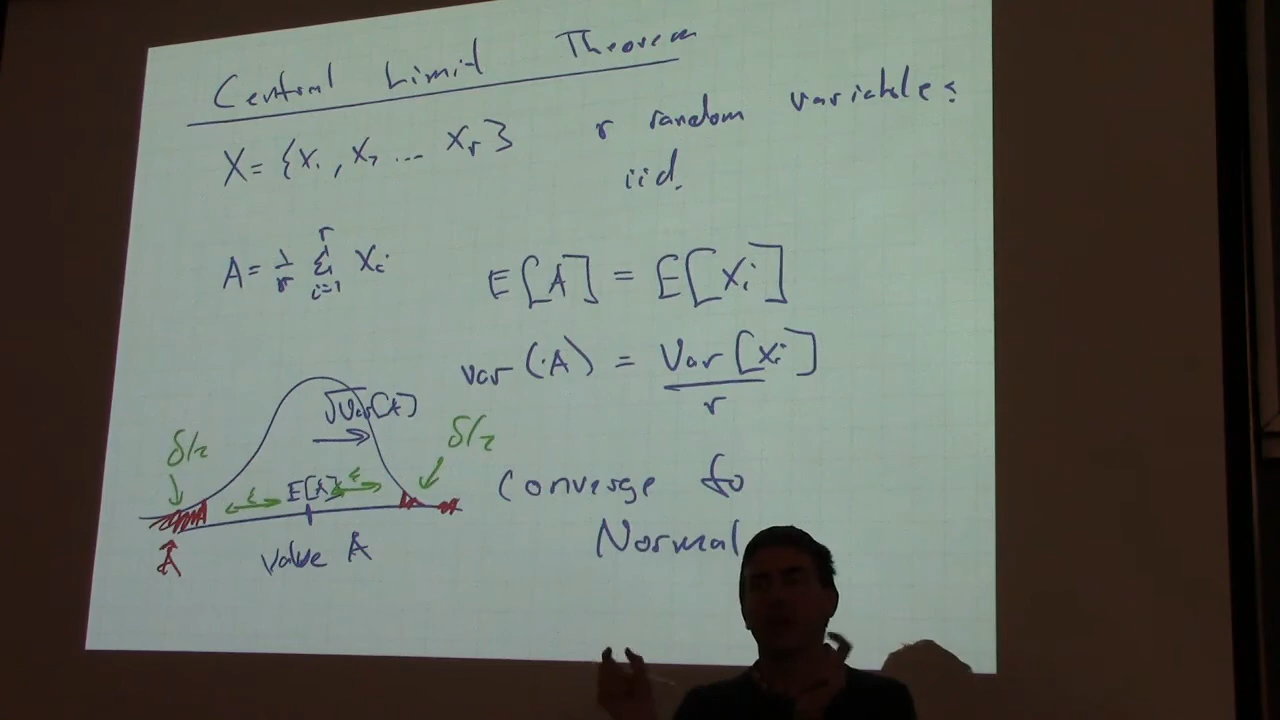 Central Limit Theorem
X = {X₁, X₂ ... Xᵣ} r random variables
iid.
A = 1/r Σ_{i=1}^{r} Xᵢ
E[A] = E[Xᵢ]
Var(A) = Var[Xᵢ] / r
√Var[A]
δ/2 δ/2
ε E[A] ε
Converge to
Normal
Value A
A